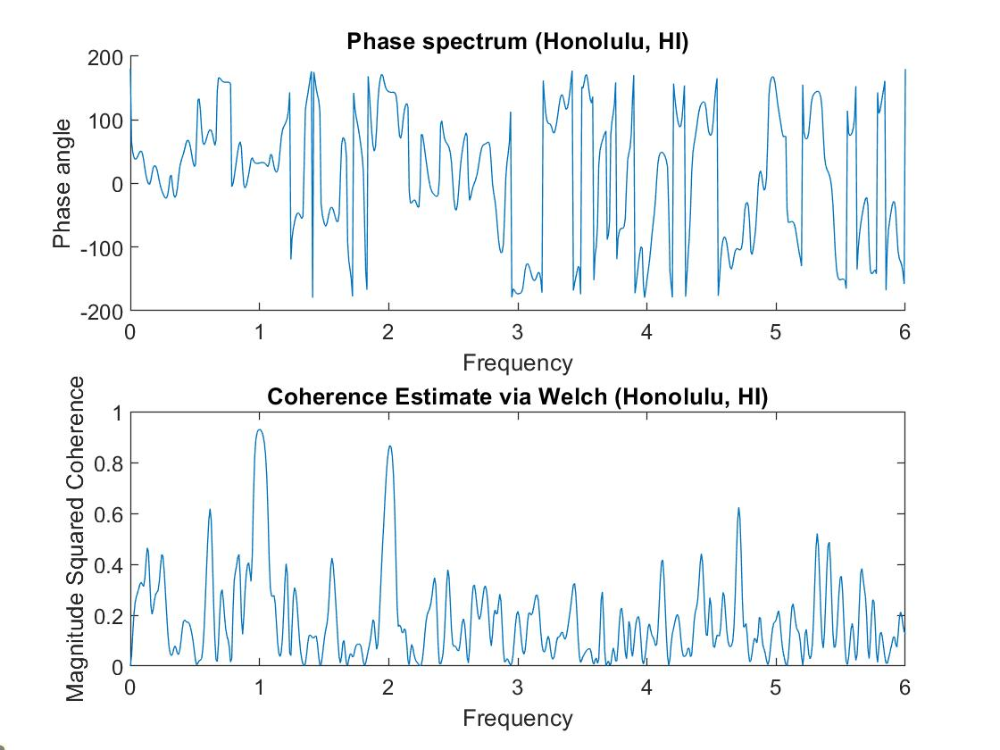 Phase spectrum (Honolulu, HI)
Phase angle
200
100
0
-100
-200
0 1 2 3 4 5 6
Frequency
Coherence Estimate via Welch (Honolulu, HI)
Magnitude Squared Coherence
1
0.8
0.6
0.4
0.2
0
0 1 2 3 4 5 6
Frequency